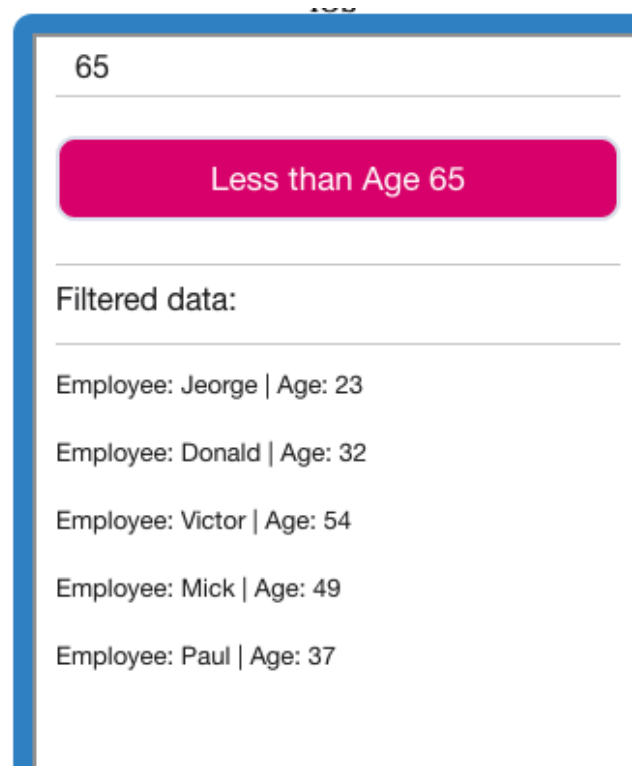 65
Less than Age 65
Filtered data:
Employee: Jeorge | Age: 23
Employee: Donald | Age: 32
Employee: Victor | Age: 54
Employee: Mick | Age: 49
Employee: Paul | Age: 37